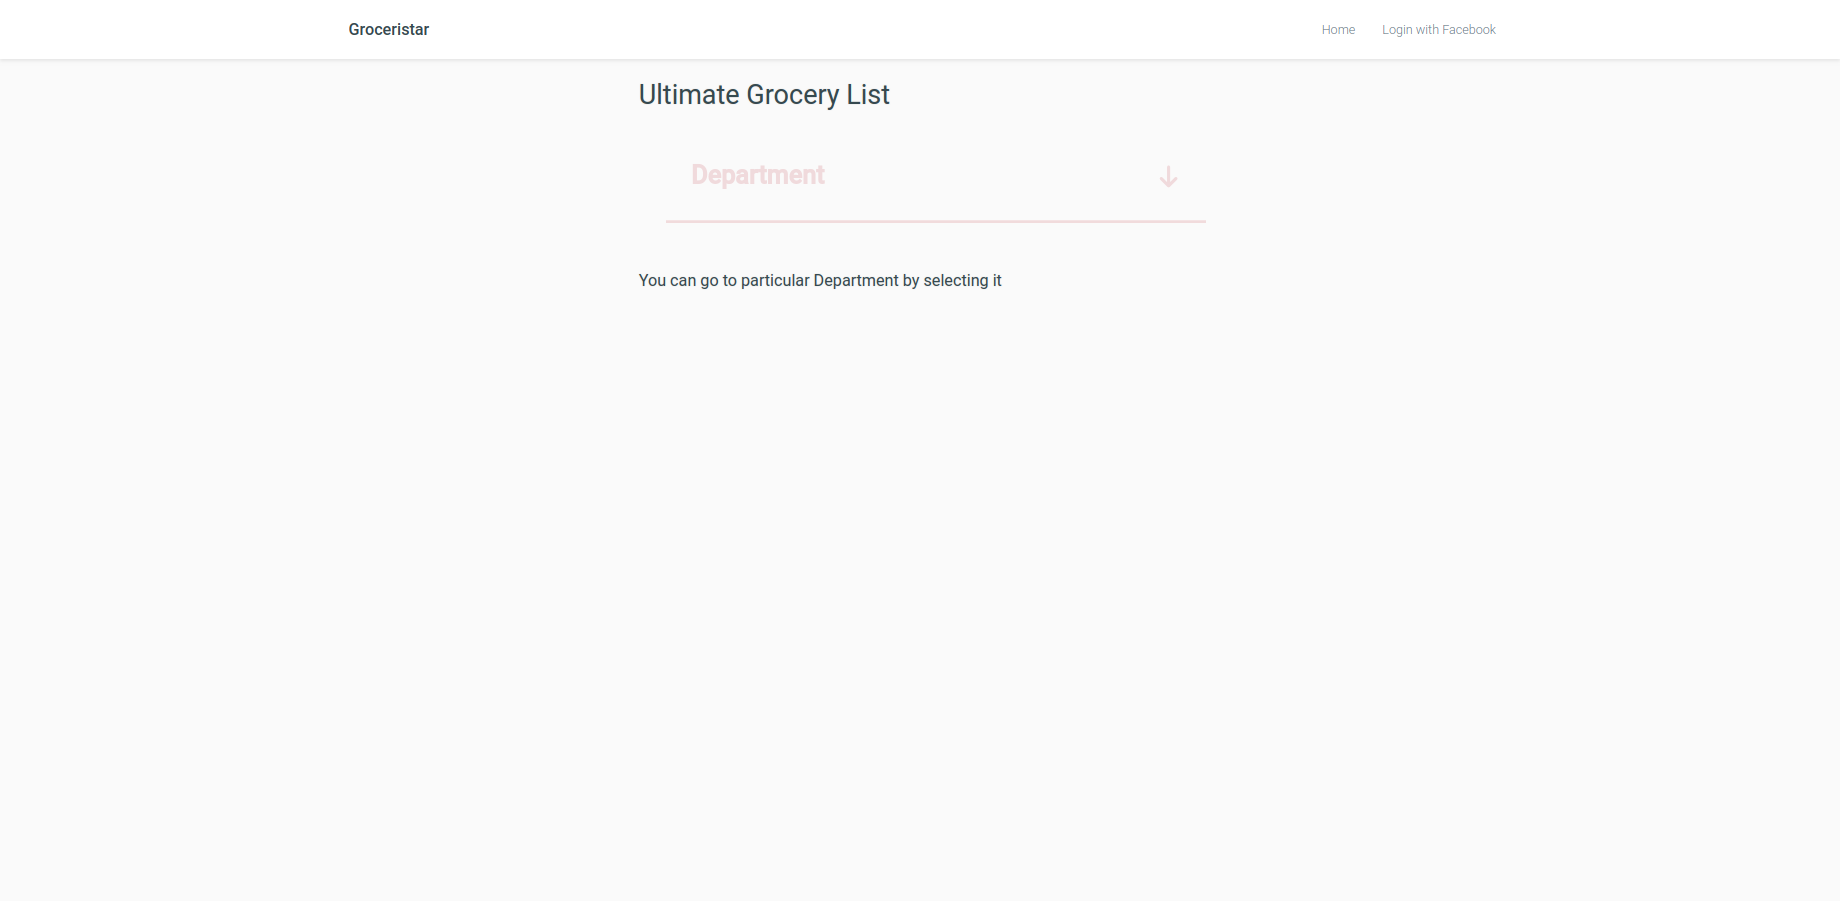 Groceristar
Home
Login with Facebook
Ultimate Grocery List
Department
You can go to particular Department by selecting it